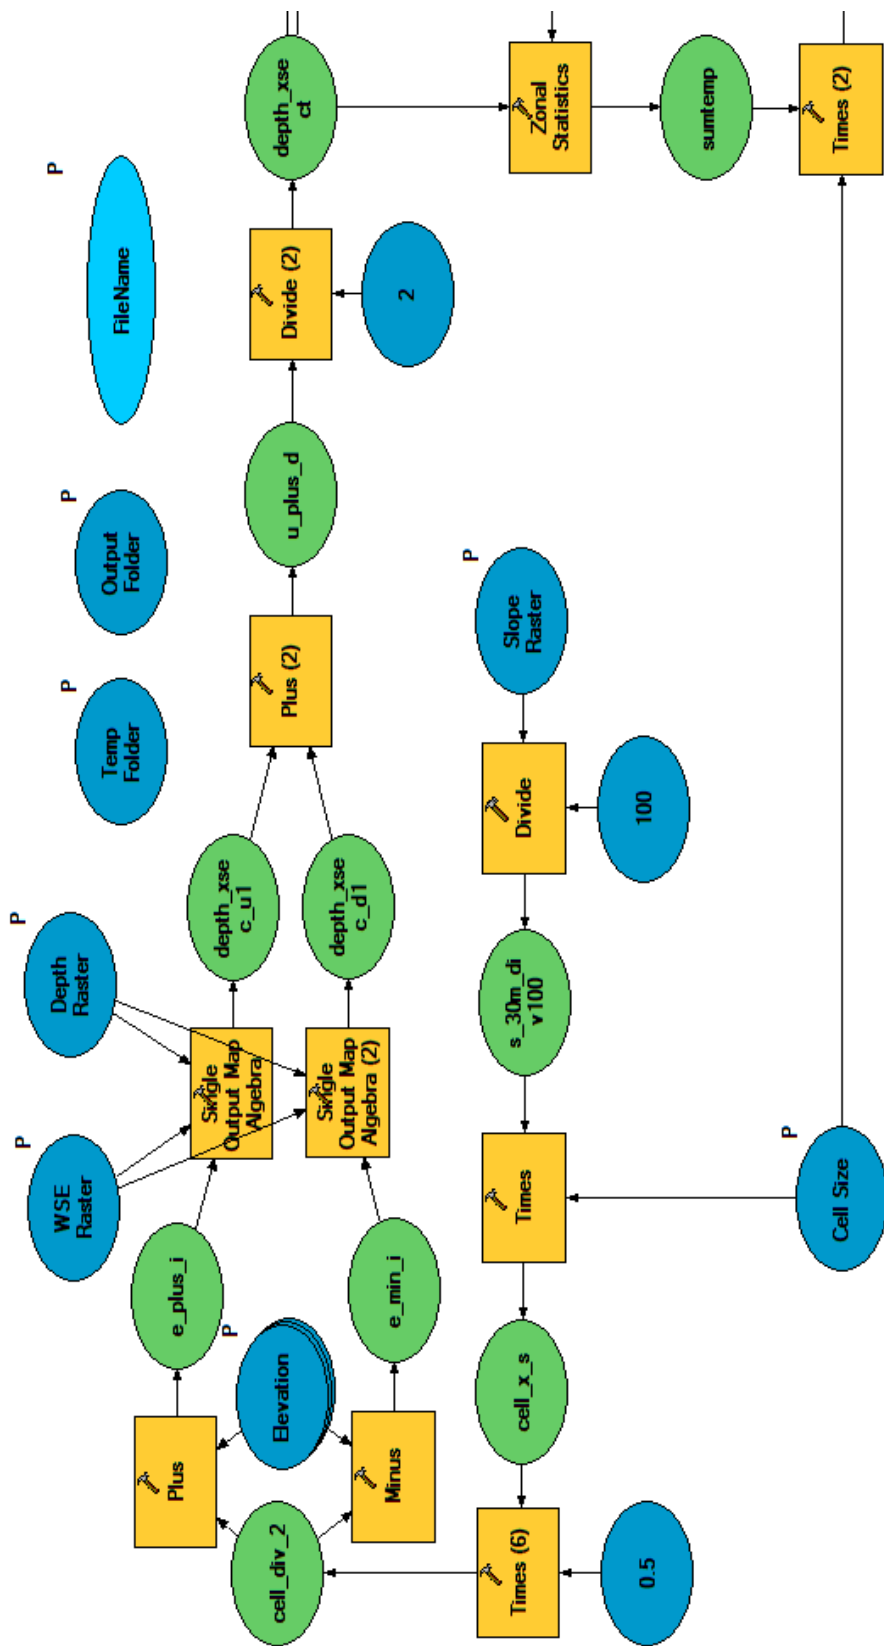 P
WSE
Raster
P
Depth
Raster
P
Temp
Folder
P
Output
Folder
P
FileName
Plus
e_plus_i
Single
Output Map
Algebra
depth_xse
c_u1
cell_div_2
P
Elevation
Minus
e_min_i
Single
Output Map
Algebra (2)
depth_xse
c_d1
Plus (2)
u_plus_d
Divide (2)
2
depth_xse
ct
Times (6)
0.5
cell_x_s
Times
s_30m_di
v100
Divide
100
P
Slope
Raster
Zonal
Statistics
sumtemp
Times (2)
P
Cell Size